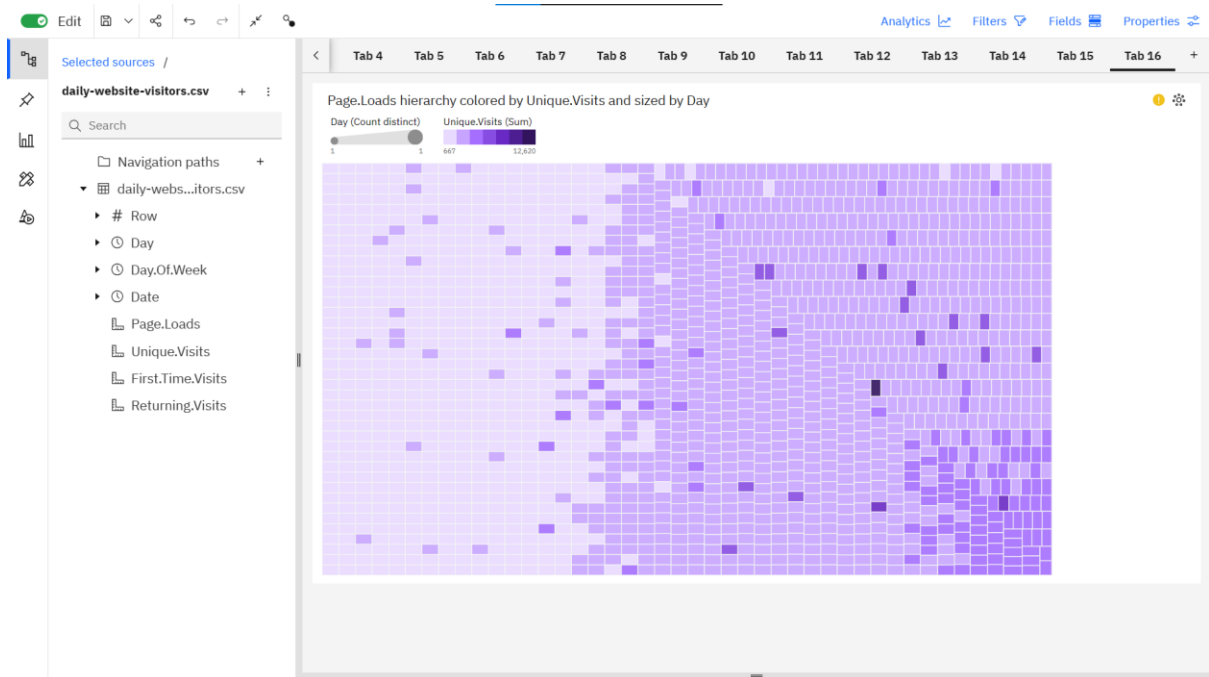 Edit
Analytics Filters Fields Properties
Selected sources /
daily-website-visitors.csv
Search
Navigation paths
daily-webs...itors.csv
# Row
Day
Day.Of.Week
Date
Page.Loads
Unique.Visits
First.Time.Visits
Returning.Visits
Tab 4 Tab 5 Tab 6 Tab 7 Tab 8 Tab 9 Tab 10 Tab 11 Tab 12 Tab 13 Tab 14 Tab 15 Tab 16
Page.Loads hierarchy colored by Unique.Visits and sized by Day
Day (Count distinct) Unique.Visits (Sum)
1 1 667 12,620